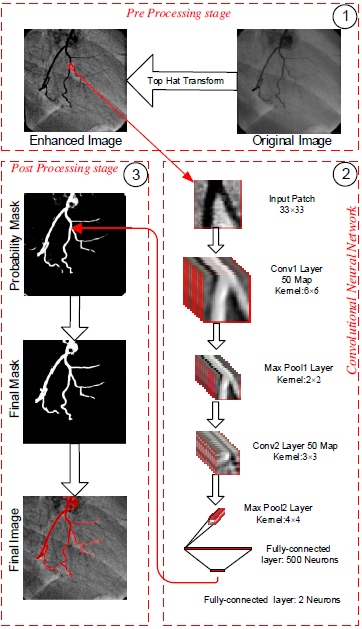 Pre Processing stage
1
Top Hat Transform
Enhanced Image
Original Image
Post Processing stage
3
2
Probability Mask
Final Mask
Final Image
Convolutional Neural Network
Input Patch
33×33
Conv1 Layer
50 Map
Kernel:6×6
Max Pool1 Layer
Kernel:2×2
Conv2 Layer 50 Map
Kernel:3×3
Max Pool2 Layer
Kernel:4×4
Fully-connected
layer: 500 Neurons
Fully-connected layer: 2 Neurons